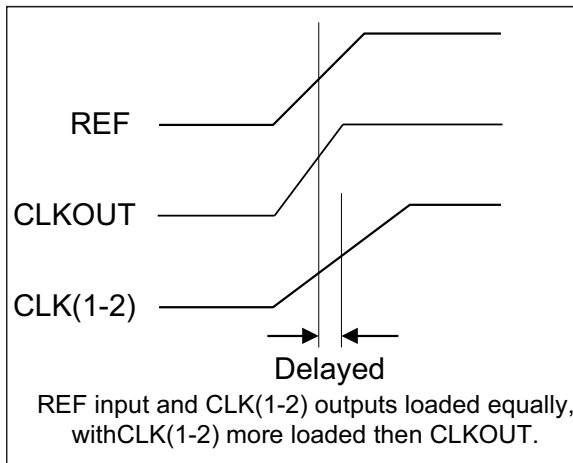 REF
CLKOUT
CLK(1-2)
Delayed
REF input and CLK(1-2) outputs loaded equally,
withCLK(1-2) more loaded then CLKOUT.